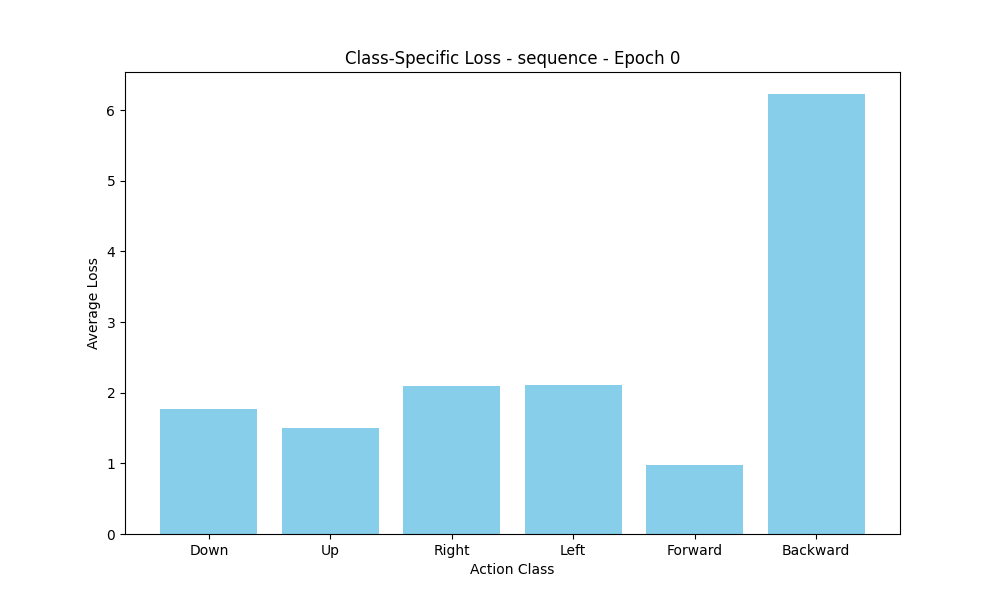 Class-Specific Loss - sequence - Epoch 0
6
5
4
3
2
1
0
Average Loss
Down Up Right Left Forward Backward
Action Class